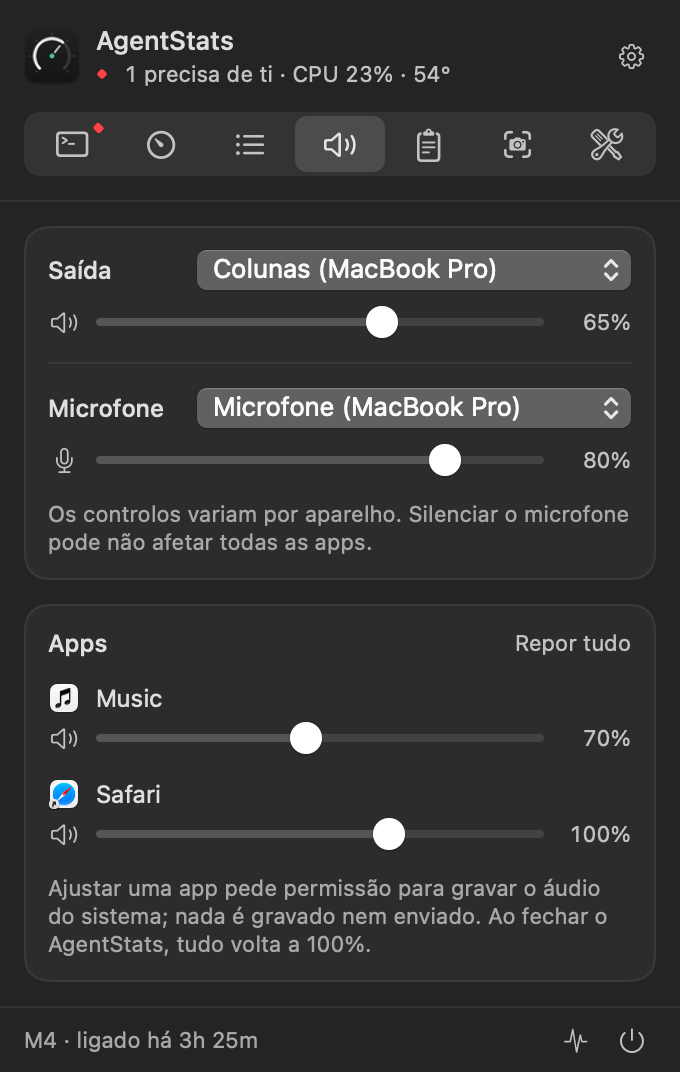 AgentStats
1 precisa de ti · CPU 23% · 54°
Saída
Colunas (MacBook Pro)
65%
Microfone
Microfone (MacBook Pro)
80%
Os controlos variam por aparelho. Silenciar o microfone
pode não afetar todas as apps.
Apps
Repor tudo
Music
70%
Safari
100%
Ajustar uma app pede permissão para gravar o áudio
do sistema; nada é gravado nem enviado. Ao fechar o
AgentStats, tudo volta a 100%.
M4 · ligado há 3h 25m